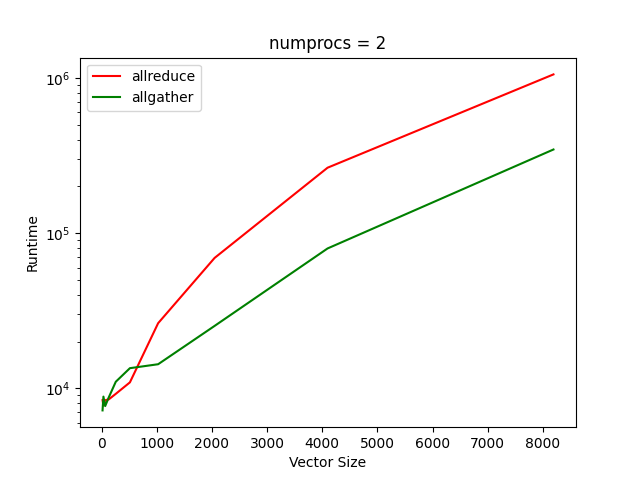 numprocs = 2
allreduce
allgather
10⁶
10⁵
10⁴
Runtime
0 1000 2000 3000 4000 5000 6000 7000 8000
Vector Size